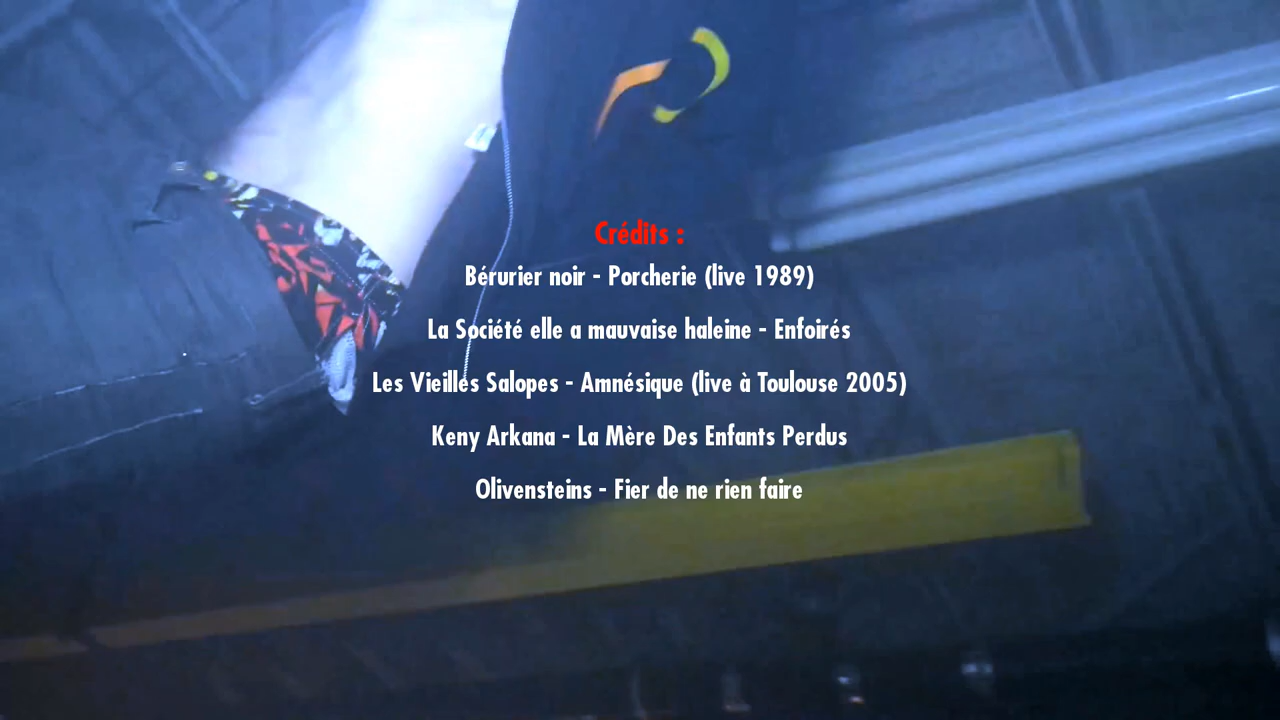 Crédits :
Bérurier noir - Porcherie (live 1989)
La Société elle a mauvaise haleine - Enfoirés
Les Vieilles Salopes - Amnésique (live à Toulouse 2005)
Keny Arkana - La Mère Des Enfants Perdus
Olivensteins - Fier de ne rien faire